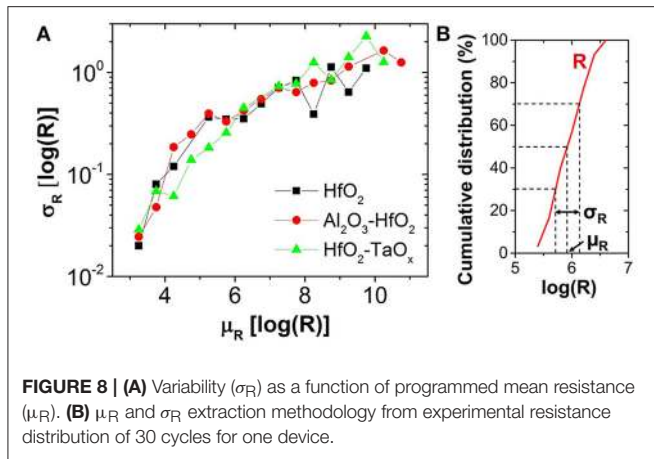 A
σR [log(R)]
10⁰
10⁻¹
10⁻²
HfO₂
Al₂O₃-HfO₂
HfO₂-TaOₓ
4 6 8 10
μR [log(R)]
B
Cumulative distribution (%)
100
80
60
40
20
0
R
σR
μR
5 6 7
log(R)
FIGURE 8 | (A) Variability (σR) as a function of programmed mean resistance
(μR). (B) μR and σR extraction methodology from experimental resistance
distribution of 30 cycles for one device.